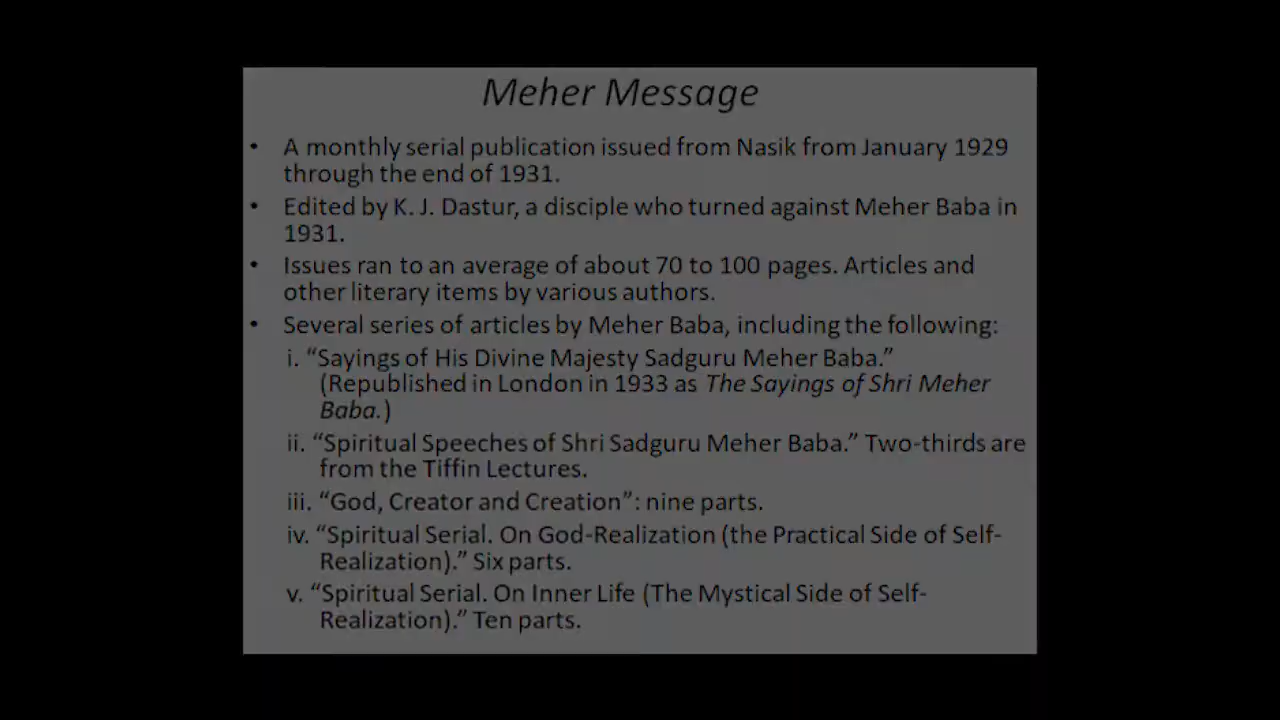 Meher Message
• A monthly serial publication issued from Nasik from January 1929
through the end of 1931.
• Edited by K. J. Dastur, a disciple who turned against Meher Baba in
1931.
• Issues ran to an average of about 70 to 100 pages. Articles and
other literary items by various authors.
• Several series of articles by Meher Baba, including the following:
i. “Sayings of His Divine Majesty Sadguru Meher Baba.”
(Republished in London in 1933 as The Sayings of Shri Meher
Baba.)
ii. “Spiritual Speeches of Shri Sadguru Meher Baba.” Two-thirds are
from the Tiffin Lectures.
iii. “God, Creator and Creation”: nine parts.
iv. “Spiritual Serial. On God-Realization (the Practical Side of Self-
Realization).” Six parts.
v. “Spiritual Serial. On Inner Life (The Mystical Side of Self-
Realization).” Ten parts.